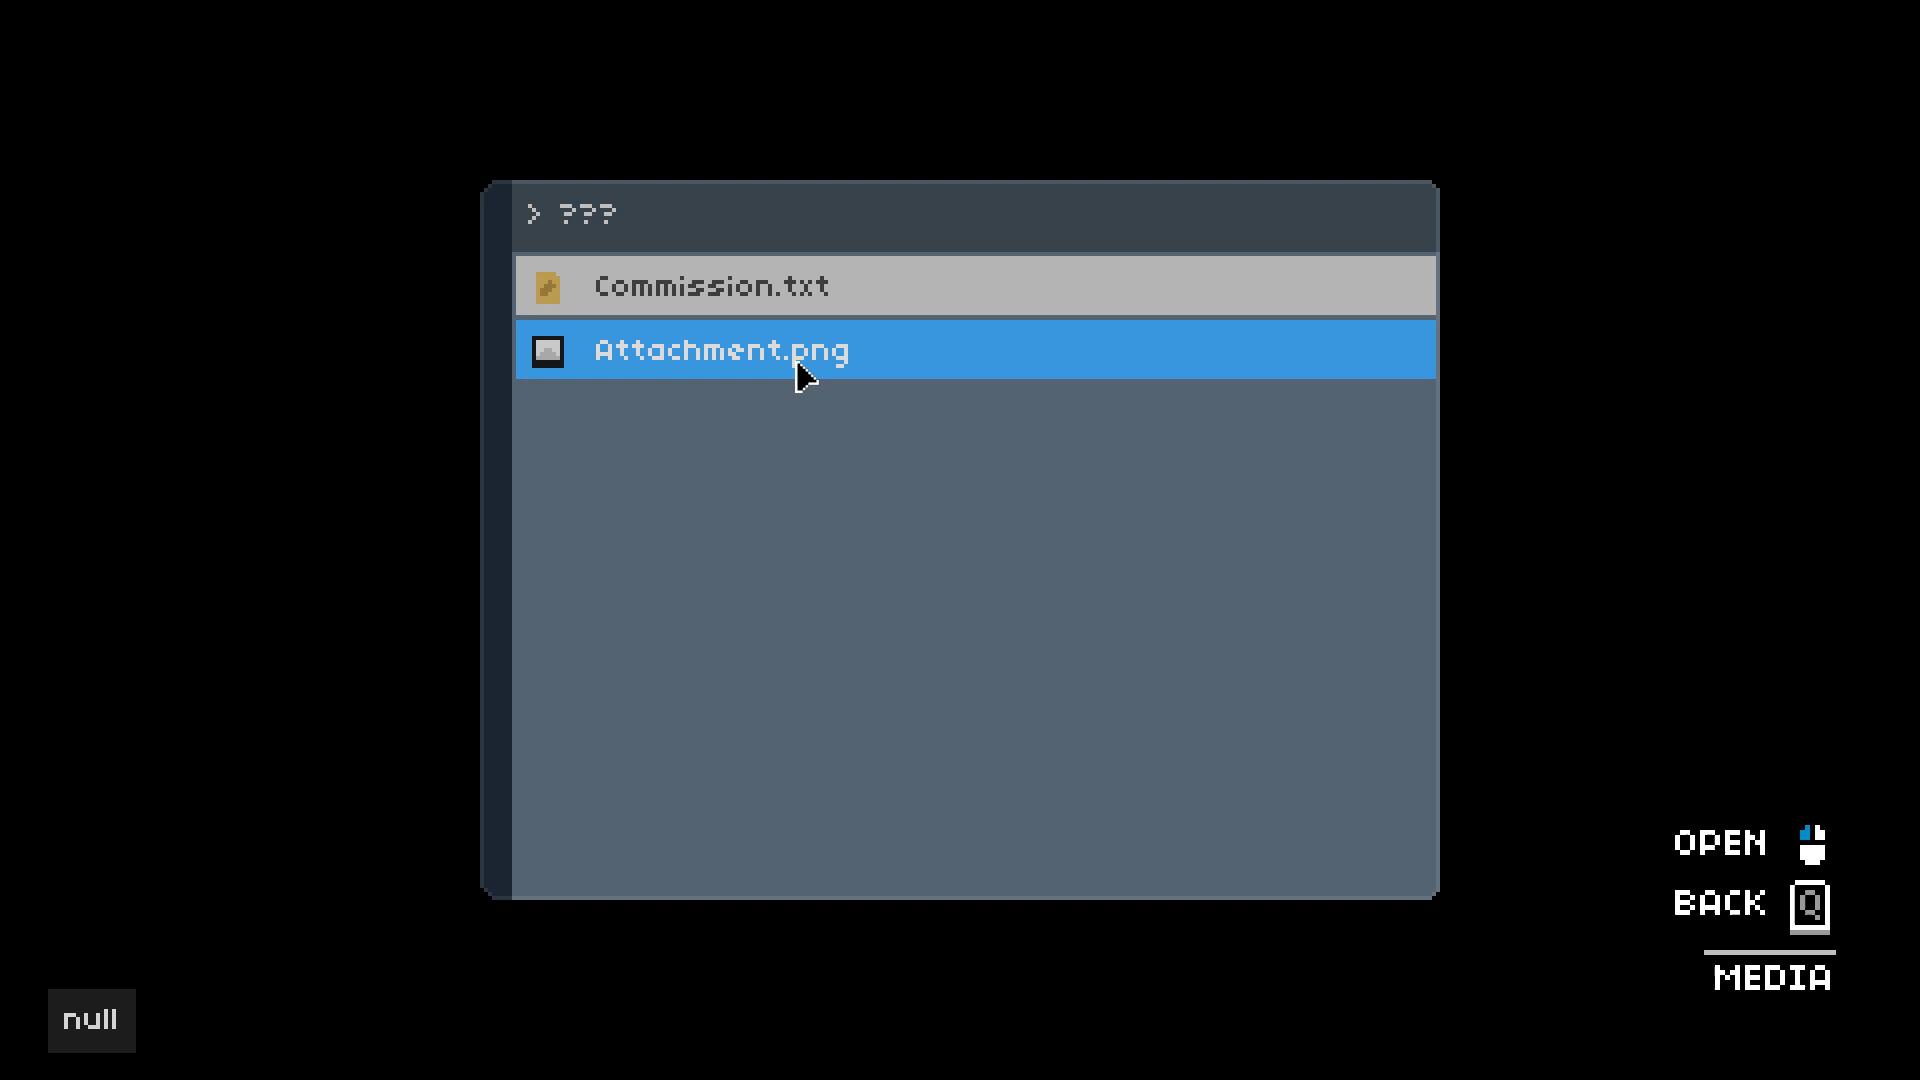 > ???
Commission.txt
Attachment.png
OPEN
BACK Q
MEDIA
null